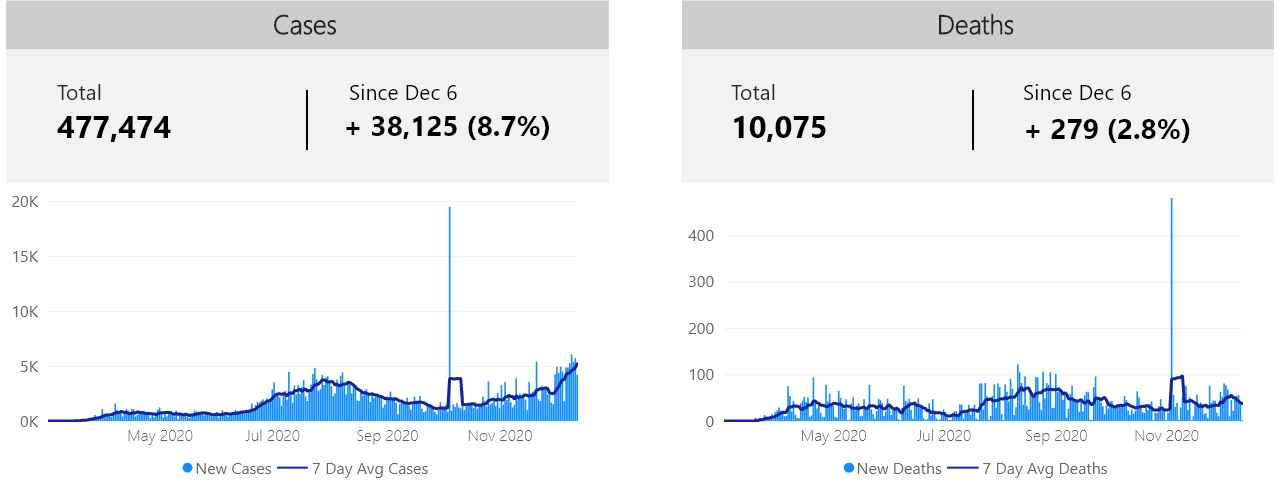 Cases
Total
Since Dec 6
477,474
+ 38,125 (8.7%)
20K
15K
10K
5K
0K
May 2020
Jul 2020
Sep 2020
Nov 2020
New Cases
7 Day Avg Cases
Deaths
Total
Since Dec 6
10,075
+ 279 (2.8%)
400
300
200
100
0
May 2020
Jul 2020
Sep 2020
Nov 2020
New Deaths
7 Day Avg Deaths